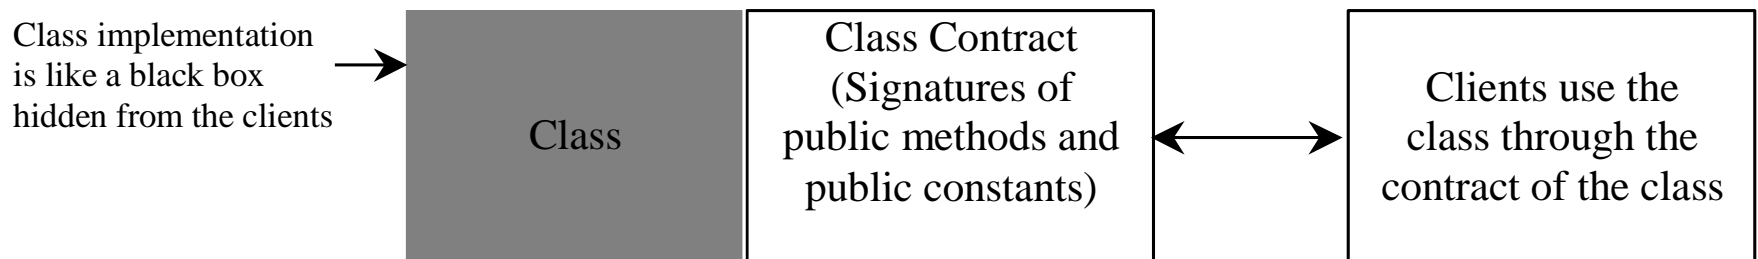 Class implementation
is like a black box
hidden from the clients
Class
Class Contract
(Signatures of
public methods and
public constants)
Clients use the
class through the
contract of the class